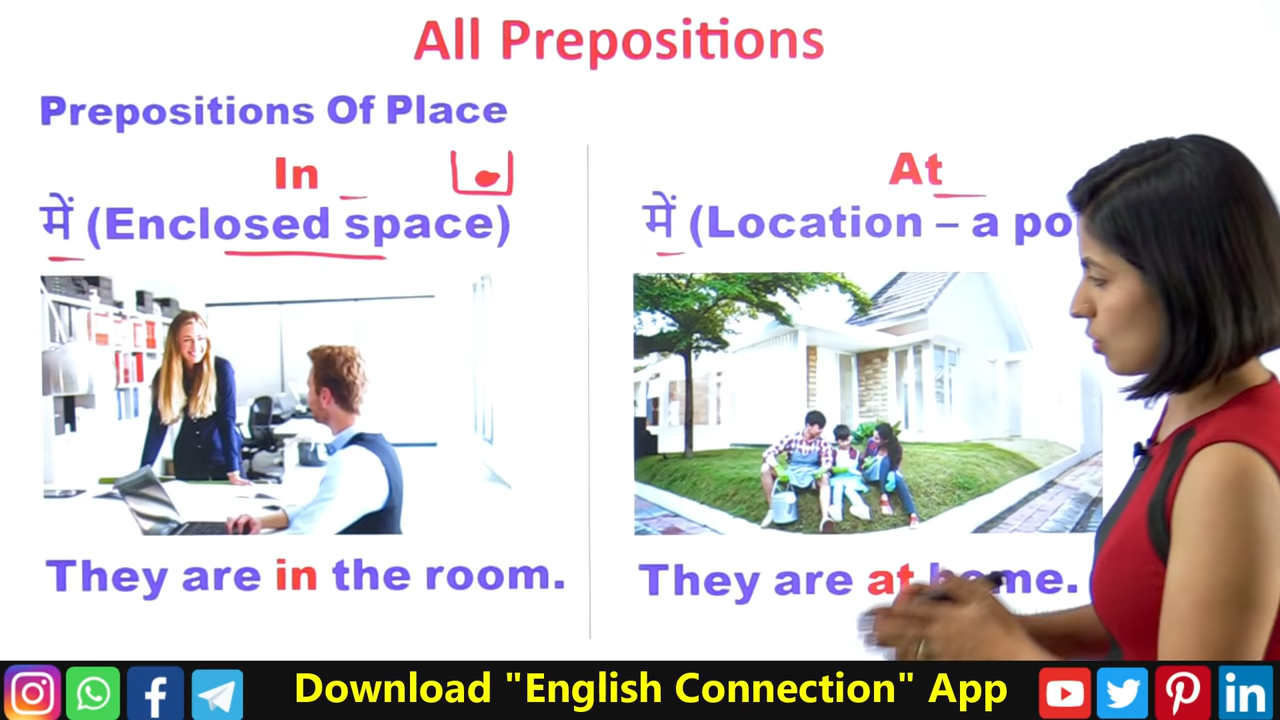 All Prepositions
Prepositions Of Place
In
में (Enclosed space)
They are in the room.
At
में (Location – a
They are at home.
Download "English Connection" App